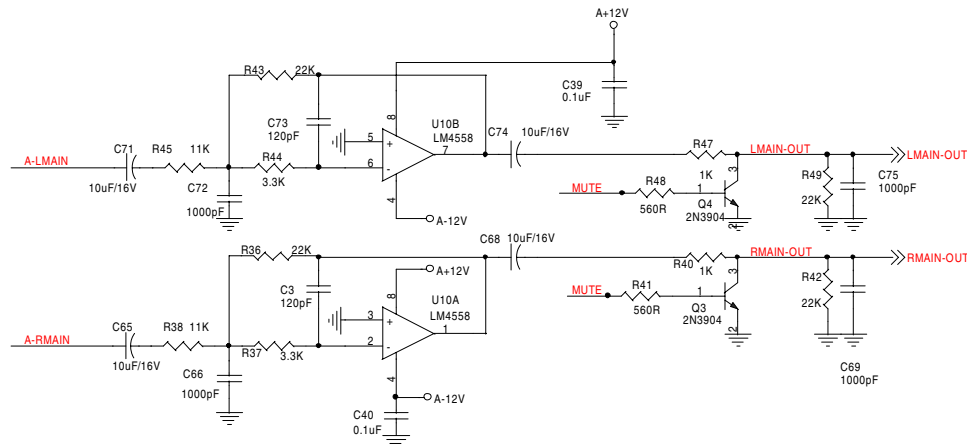 A+12V
R43 22K
C39
0.1uF
8
C73
120pF
U10B
LM4558
C74
10uF/16V
5
+
7
6
-
4
A-12V
A-LMAIN
C71
10uF/16V
R45 11K
C72
1000pF
R44
3.3K
R47
1K
LMAIN-OUT
LMAIN-OUT
MUTE
R48
560R
1
3
2
Q4
2N3904
R49
22K
C75
1000pF
R36 22K
A+12V
8
C3
120pF
U10A
LM4558
C68
10uF/16V
3
+
1
2
-
4
A-12V
C40
0.1uF
A-RMAIN
C65
10uF/16V
R38 11K
C66
1000pF
R37
3.3K
R40
1K
RMAIN-OUT
RMAIN-OUT
MUTE
R41
560R
1
3
2
Q3
2N3904
R42
22K
C69
1000pF